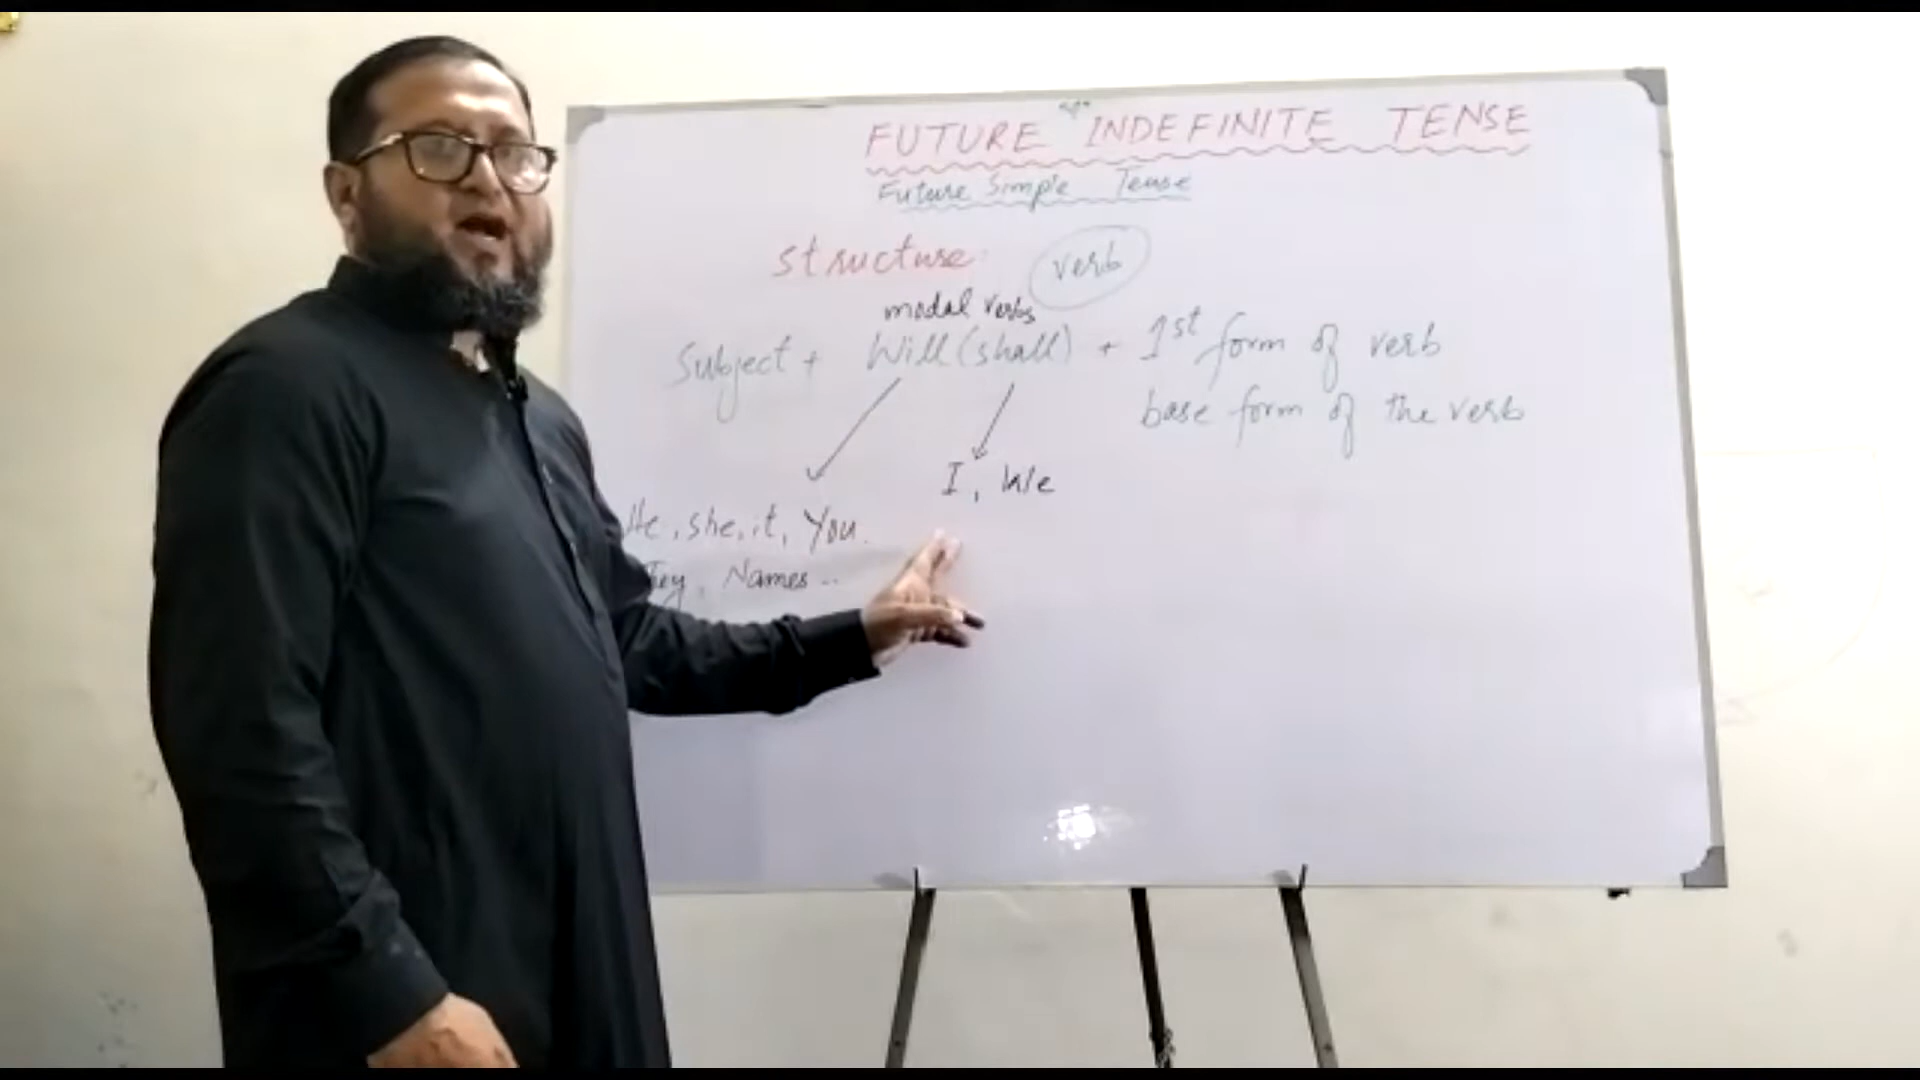 FUTURE INDEFINITE TENSE
Future Simple Tense
structure:
verb
modal verbs
Subject + Will (shall) + 1st form of verb
base form of the verb
I, We
He, she, it, You.
Names ..